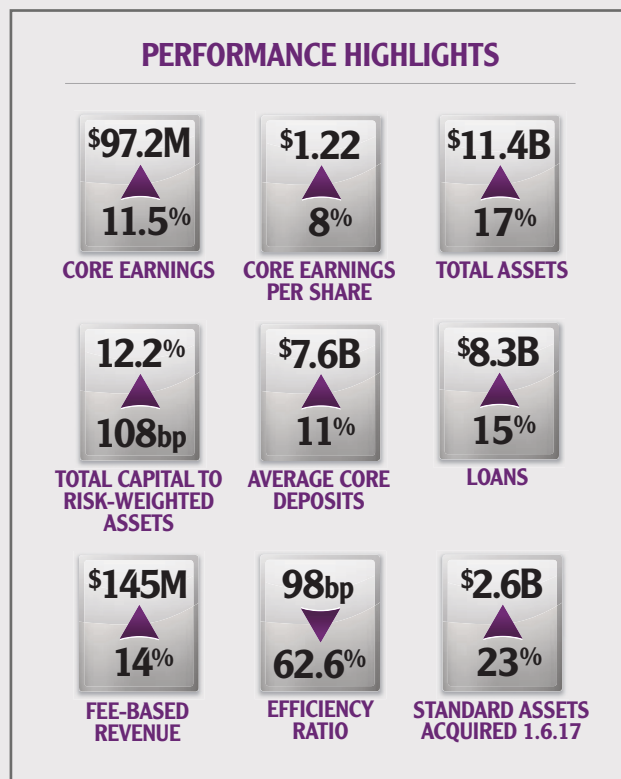 PERFORMANCE HIGHLIGHTS
$97.2M
11.5%
CORE EARNINGS
$1.22
8%
CORE EARNINGS
PER SHARE
$11.4B
17%
TOTAL ASSETS
12.2%
108bp
TOTAL CAPITAL TO
RISK-WEIGHTED
ASSETS
$7.6B
11%
AVERAGE CORE
DEPOSITS
$8.3B
15%
LOANS
$145M
14%
FEE-BASED
REVENUE
98bp
62.6%
EFFICIENCY
RATIO
$2.6B
23%
STANDARD ASSETS
ACQUIRED 1.6.17